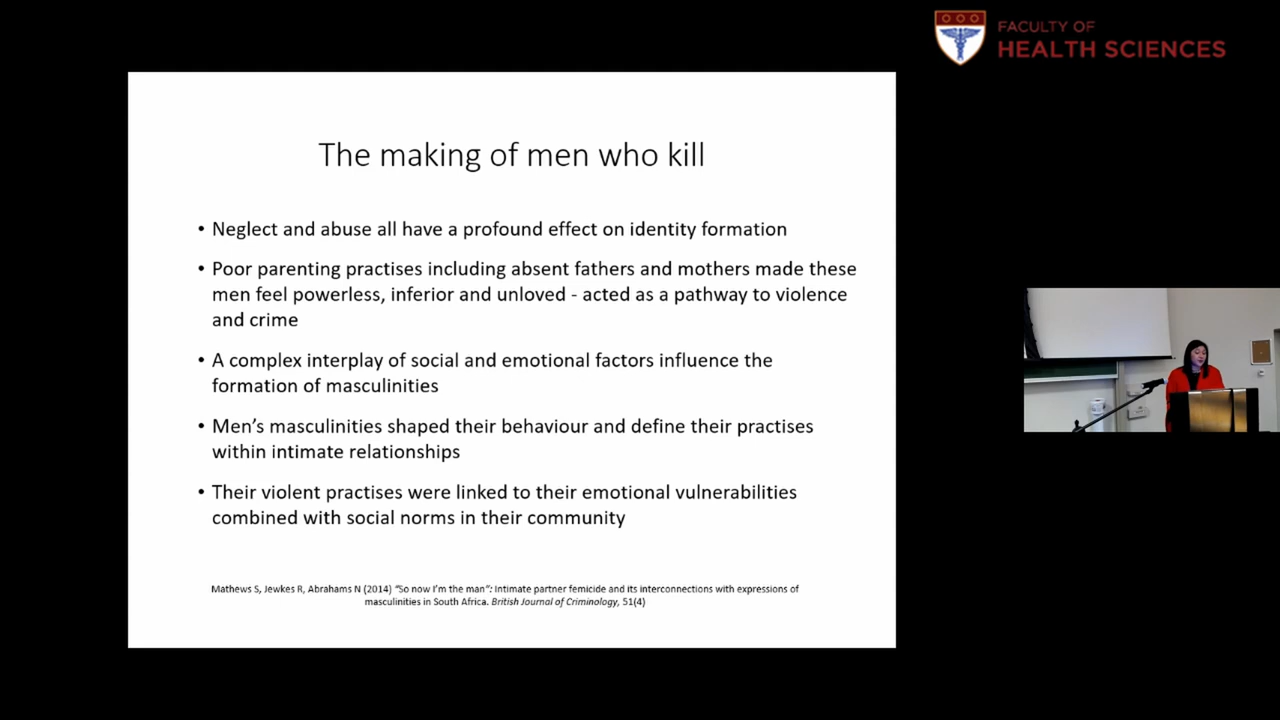 FACULTY OF
HEALTH SCIENCES
The making of men who kill
• Neglect and abuse all have a profound effect on identity formation
• Poor parenting practises including absent fathers and mothers made these
men feel powerless, inferior and unloved - acted as a pathway to violence
and crime
• A complex interplay of social and emotional factors influence the
formation of masculinities
• Men's masculinities shaped their behaviour and define their practises
within intimate relationships
• Their violent practises were linked to their emotional vulnerabilities
combined with social norms in their community
Mathews S, Jewkes R, Abrahams N (2014) "So now I'm the man": Intimate partner femicide and its interconnections with expressions of
masculinities in South Africa. British Journal of Criminology, 51(4)